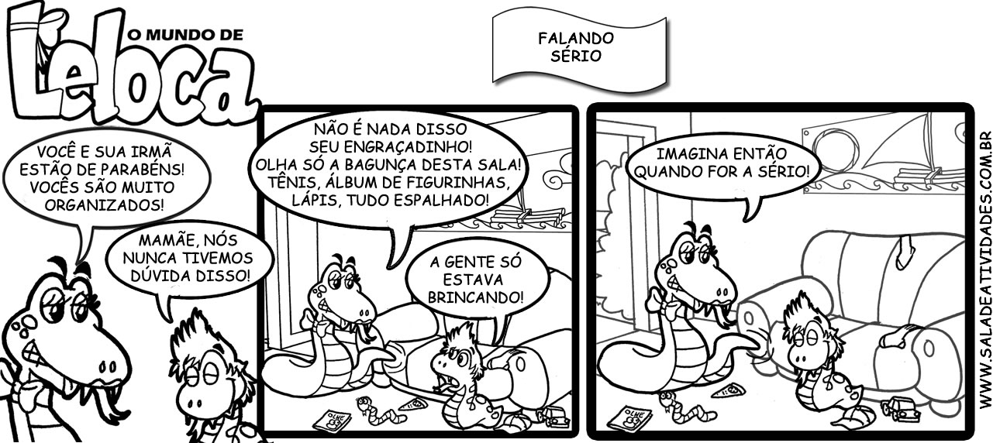 O MUNDO DE
Leloca
FALANDO
SÉRIO
VOCÊ E SUA IRMÃ
ESTÃO DE PARABÉNS!
VOCÊS SÃO MUITO
ORGANIZADOS!
MAMÃE, NÓS
NUNCA TIVEMOS
DÚVIDA DISSO!
NÃO É NADA DISSO
SEU ENGRAÇADINHO!
OLHA SÓ A BAGUNÇA DESTA SALA!
TÊNIS, ÁLBUM DE FIGURINHAS,
LÁPIS, TUDO ESPALHADO!
A GENTE SÓ
ESTAVA
BRINCANDO!
OLHE
IMAGINA ENTÃO
QUANDO FOR A SÉRIO!
OLHE
WWW.SALADEATIVIDADES.COM.BR